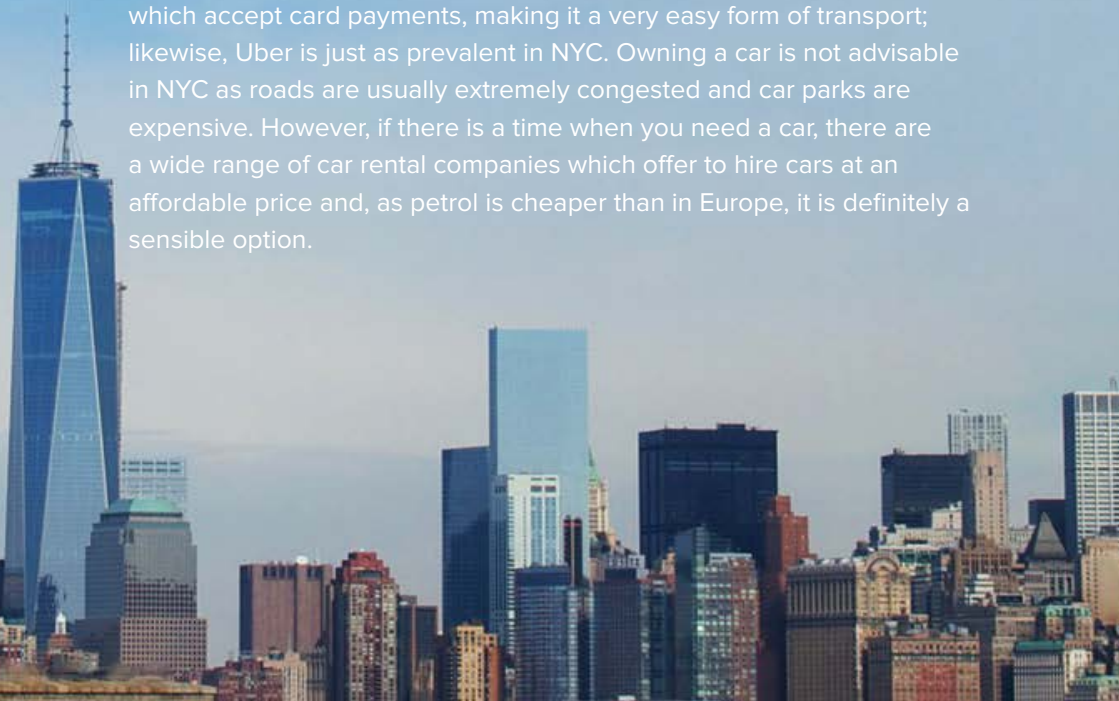 which accept card payments, making it a very easy form of transport;
likewise, Uber is just as prevalent in NYC. Owning a car is not advisable
in NYC as roads are usually extremely congested and car parks are
expensive. However, if there is a time when you need a car, there are
a wide range of car rental companies which offer to hire cars at an
affordable price and, as petrol is cheaper than in Europe, it is definitely a
sensible option.